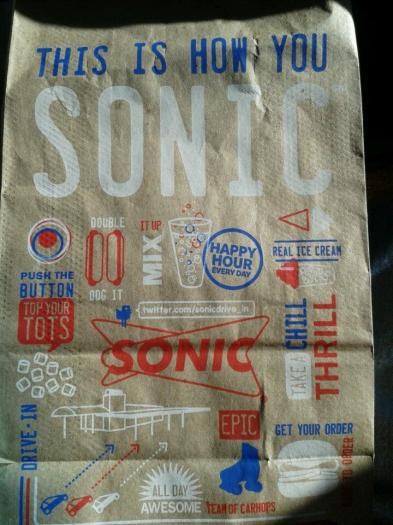 THIS IS HOW YOU
SONIC
DOUBLE
DOG IT
MIX
IT UP
HAPPY
HOUR
EVERY DAY
REAL ICE CREAM
PUSH THE
BUTTON
TOP YOUR
TOTS
twitter.com/sonicdrive_in
SONIC
TAKE A CHILL
THRILL
DRIVE-IN
EPIC
GET YOUR ORDER
ALL DAY
AWESOME
TEAM OF CARHOPS
TO ORDER